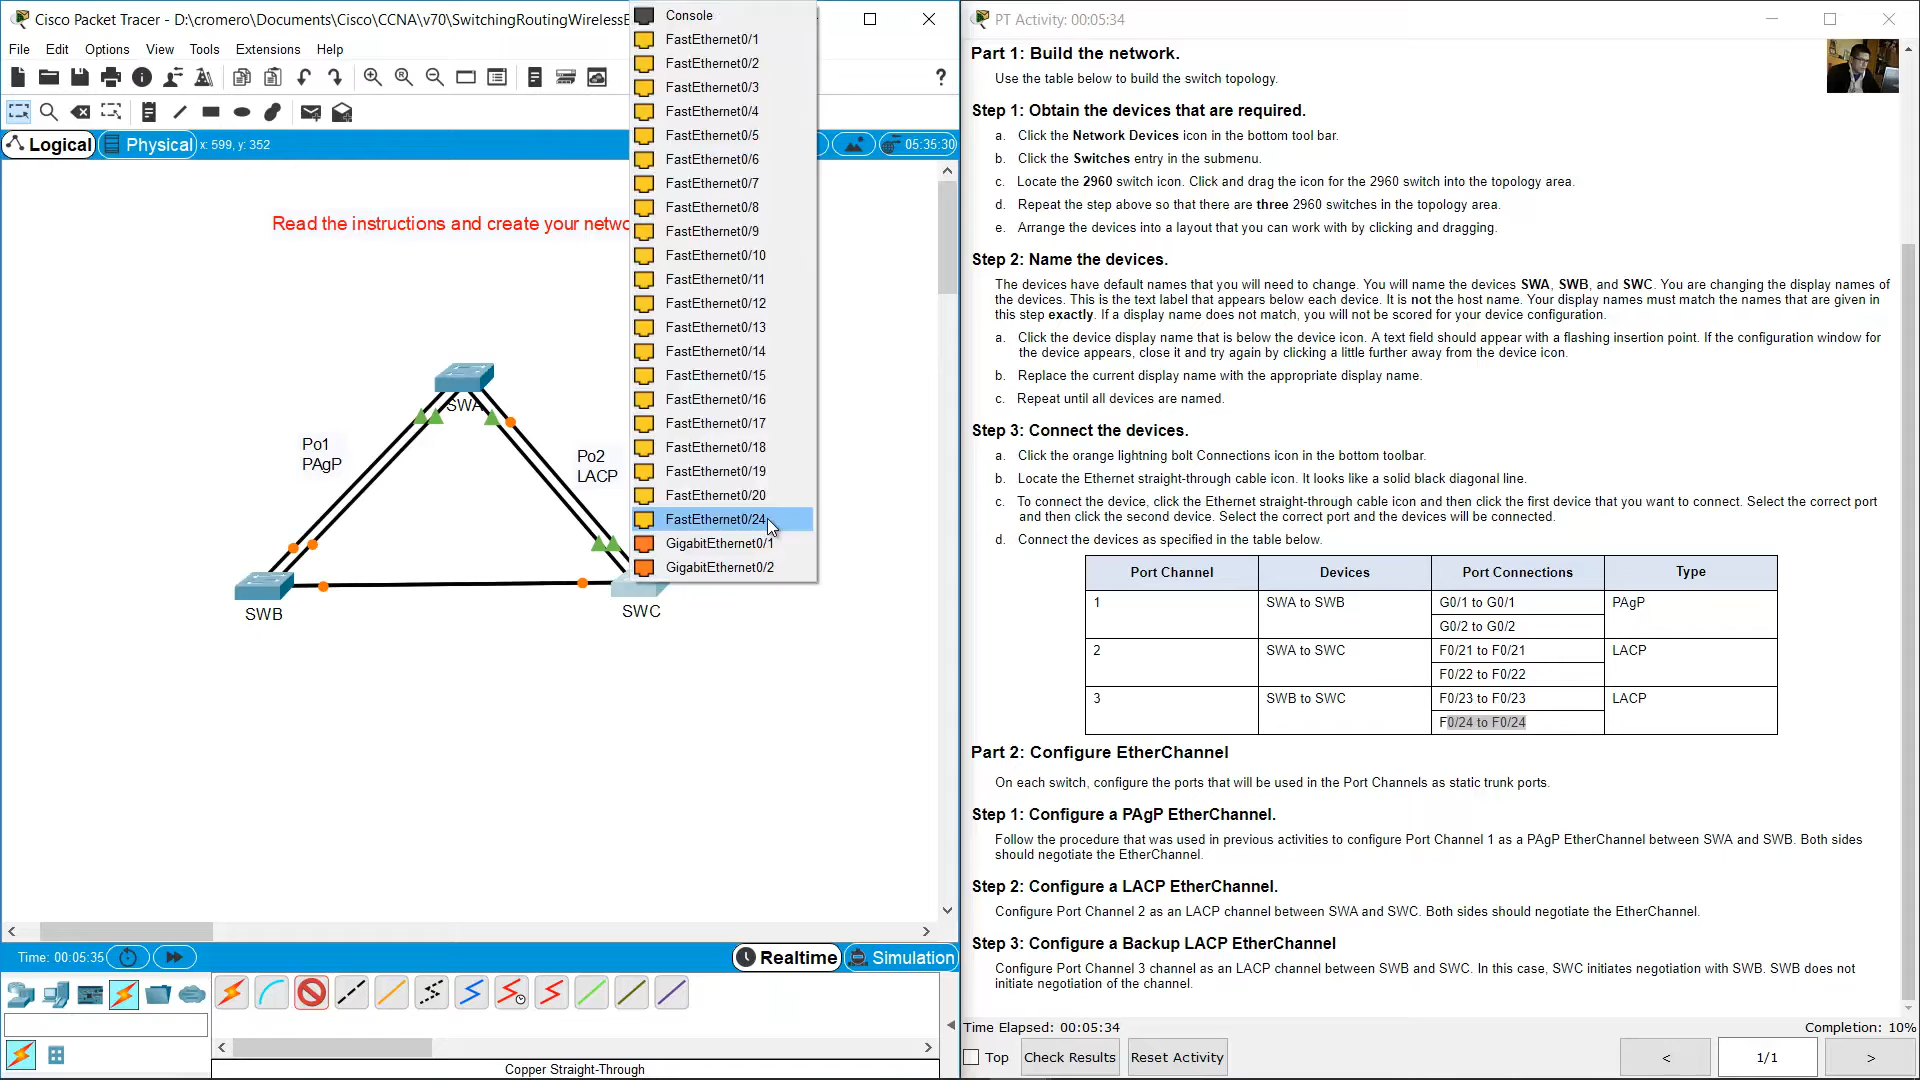 Cisco Packet Tracer - D:\cromero\Documents\Cisco\CCNA\v70\SwitchingRoutingWirelessE
File Edit Options View Tools Extensions Help
?
Logical
Physical
x: 599, y: 352
05:35:30
Read the instructions and create your netwo
SWA
Po1
PAgP
Po2
LACP
SWB
SWC
Console
FastEthernet0/1
FastEthernet0/2
FastEthernet0/3
FastEthernet0/4
FastEthernet0/5
FastEthernet0/6
FastEthernet0/7
FastEthernet0/8
FastEthernet0/9
FastEthernet0/10
FastEthernet0/11
FastEthernet0/12
FastEthernet0/13
FastEthernet0/14
FastEthernet0/15
FastEthernet0/16
FastEthernet0/17
FastEthernet0/18
FastEthernet0/19
FastEthernet0/20
FastEthernet0/24
GigabitEthernet0/1
GigabitEthernet0/2
Time: 00:05:35
Realtime
Simulation
Copper Straight-Through
PT Activity: 00:05:34
Part 1: Build the network.
Use the table below to build the switch topology.
Step 1: Obtain the devices that are required.
a. Click the Network Devices icon in the bottom tool bar.
b. Click the Switches entry in the submenu.
c. Locate the 2960 switch icon. Click and drag the icon for the 2960 switch into the topology area.
d. Repeat the step above so that there are three 2960 switches in the topology area.
e. Arrange the devices into a layout that you can work with by clicking and dragging.
Step 2: Name the devices.
The devices have default names that you will need to change. You will name the devices SWA, SWB, and SWC. You are changing the display names of
the devices. This is the text label that appears below each device. It is not the host name. Your display names must match the names that are given in
this step exactly. If a display name does not match, you will not be scored for your device configuration.
a. Click the device display name that is below the device icon. A text field should appear with a flashing insertion point. If the configuration window for
the device appears, close it and try again by clicking a little further away from the device icon.
b. Replace the current display name with the appropriate display name.
c. Repeat until all devices are named.
Step 3: Connect the devices.
a. Click the orange lightning bolt Connections icon in the bottom toolbar.
b. Locate the Ethernet straight-through cable icon. It looks like a solid black diagonal line.
c. To connect the device, click the Ethernet straight-through cable icon and then click the first device that you want to connect. Select the correct port
and then click the second device. Select the correct port and the devices will be connected.
d. Connect the devices as specified in the table below.
Port Channel Devices Port Connections Type
1 SWA to SWB G0/1 to G0/1 PAgP
G0/2 to G0/2
2 SWA to SWC F0/21 to F0/21 LACP
F0/22 to F0/22
3 SWB to SWC F0/23 to F0/23 LACP
F0/24 to F0/24
Part 2: Configure EtherChannel
On each switch, configure the ports that will be used in the Port Channels as static trunk ports.
Step 1: Configure a PAgP EtherChannel.
Follow the procedure that was used in previous activities to configure Port Channel 1 as a PAgP EtherChannel between SWA and SWB. Both sides
should negotiate the EtherChannel.
Step 2: Configure a LACP EtherChannel.
Configure Port Channel 2 as an LACP channel between SWA and SWC. Both sides should negotiate the EtherChannel.
Step 3: Configure a Backup LACP EtherChannel
Configure Port Channel 3 channel as an LACP channel between SWB and SWC. In this case, SWC initiates negotiation with SWB. SWB does not
initiate negotiation of the channel.
Time Elapsed: 00:05:34
Completion: 10%
Top
Check Results
Reset Activity
<
1/1
>